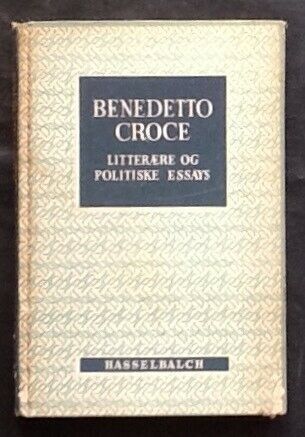 BENEDETTO
CROCE
LITTERÆRE OG
POLITISKE ESSAYS
HASSELBALCH